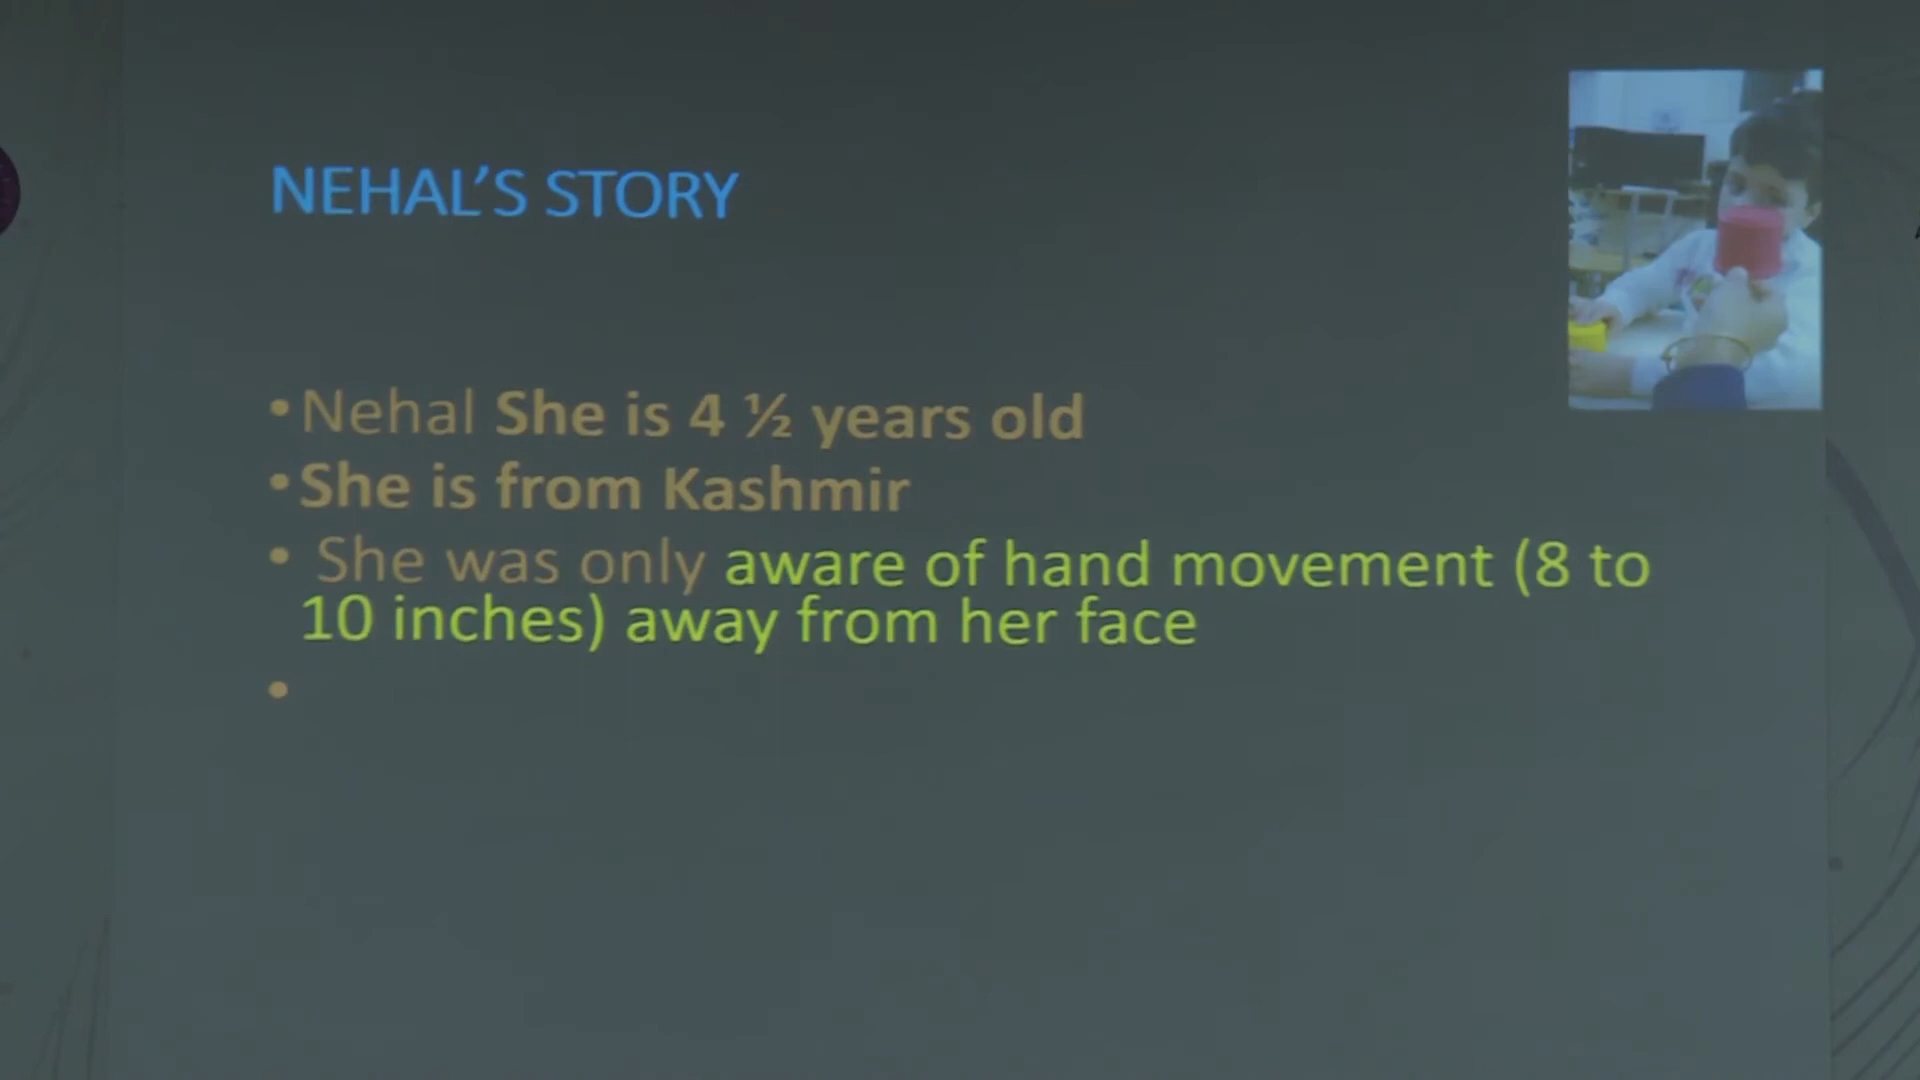 NEHAL'S STORY
•Nehal She is 4 ½ years old
•She is from Kashmir
• She was only aware of hand movement (8 to
10 inches) away from her face
•